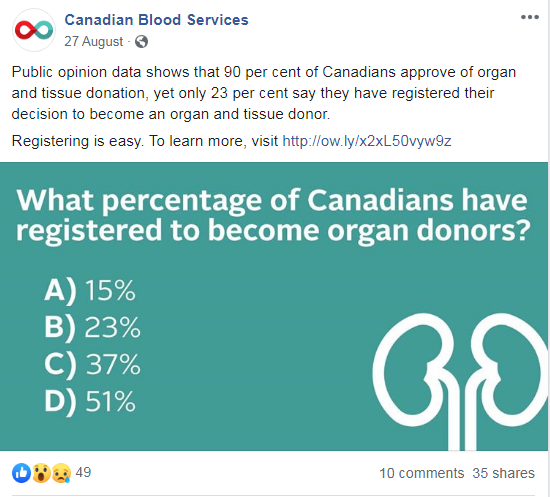 Canadian Blood Services
27 August ·
Public opinion data shows that 90 per cent of Canadians approve of organ
and tissue donation, yet only 23 per cent say they have registered their
decision to become an organ and tissue donor.
Registering is easy. To learn more, visit http://ow.ly/x2xL50vyw9z
What percentage of Canadians have
registered to become organ donors?
A) 15%
B) 23%
C) 37%
D) 51%
49
10 comments 35 shares